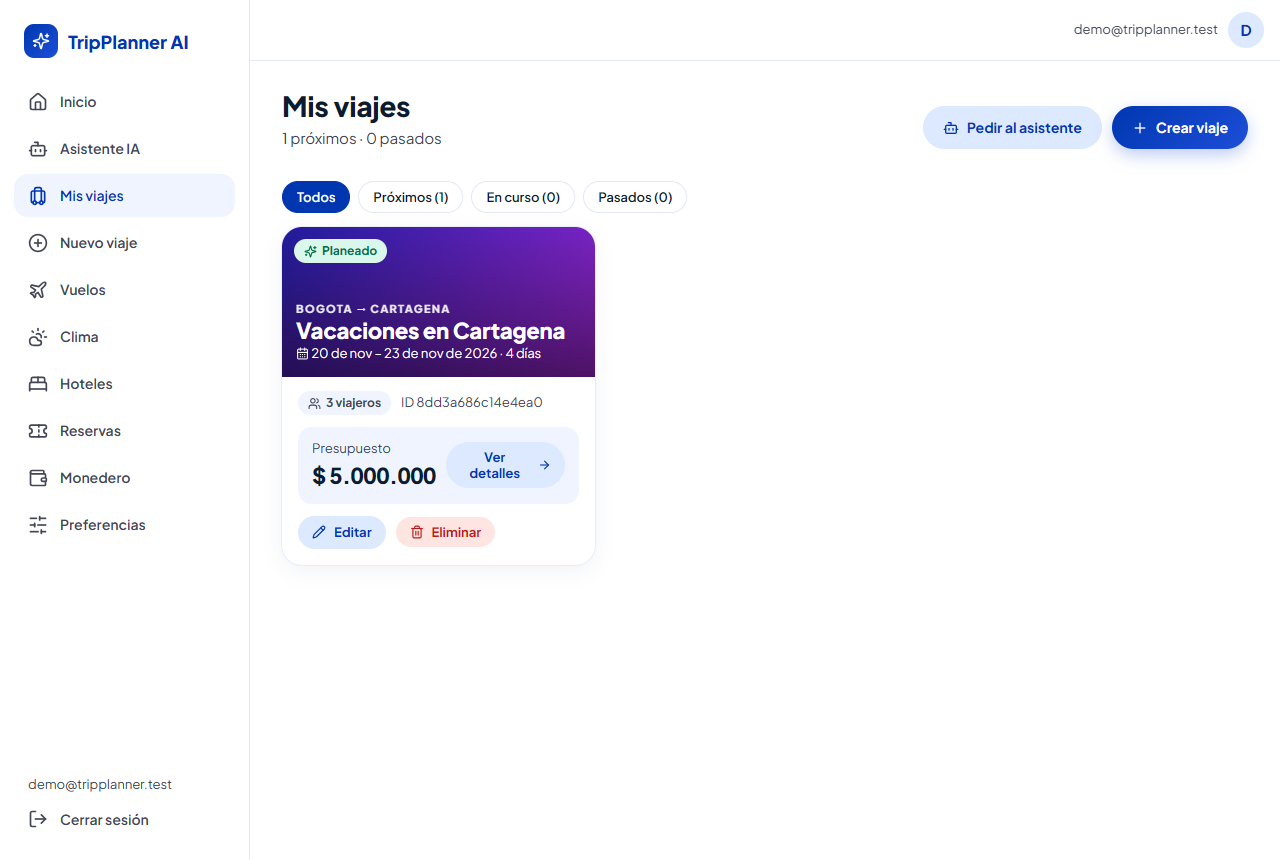 TripPlanner AI
demo@tripplanner.test
D
Inicio
Asistente IA
Mis viajes
Nuevo viaje
Vuelos
Clima
Hoteles
Reservas
Monedero
Preferencias
demo@tripplanner.test
Cerrar sesión
Mis viajes
1 próximos · 0 pasados
Pedir al asistente
Crear viaje
Todos
Próximos (1)
En curso (0)
Pasados (0)
Planeado
BOGOTA → CARTAGENA
Vacaciones en Cartagena
20 de nov – 23 de nov de 2026 · 4 días
3 viajeros
ID 8dd3a686c14e4ea0
Presupuesto
$ 5.000.000
Ver
detalles
Editar
Eliminar